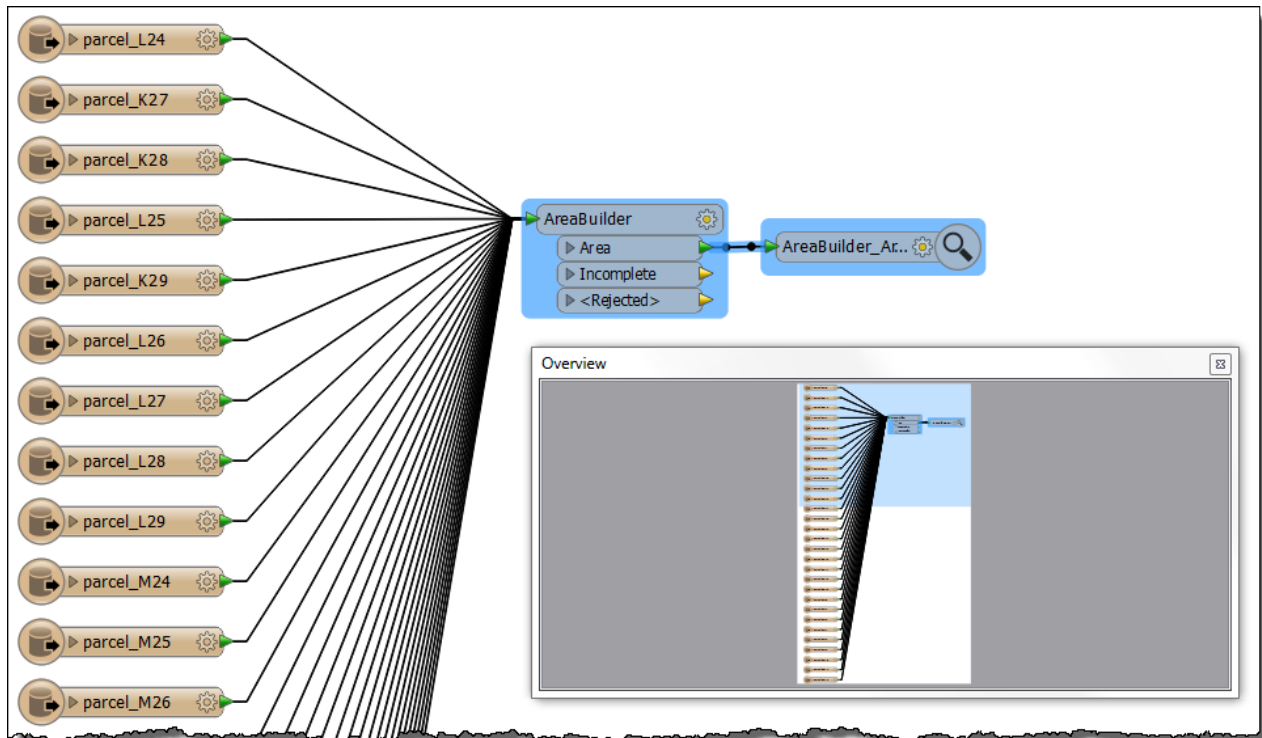 parcel_L24
parcel_K27
parcel_K28
parcel_L25
parcel_K29
parcel_L26
parcel_L27
parcel_L28
parcel_L29
parcel_M24
parcel_M25
parcel_M26
AreaBuilder
Area
Incomplete
<Rejected>
AreaBuilder_Ar...
Overview